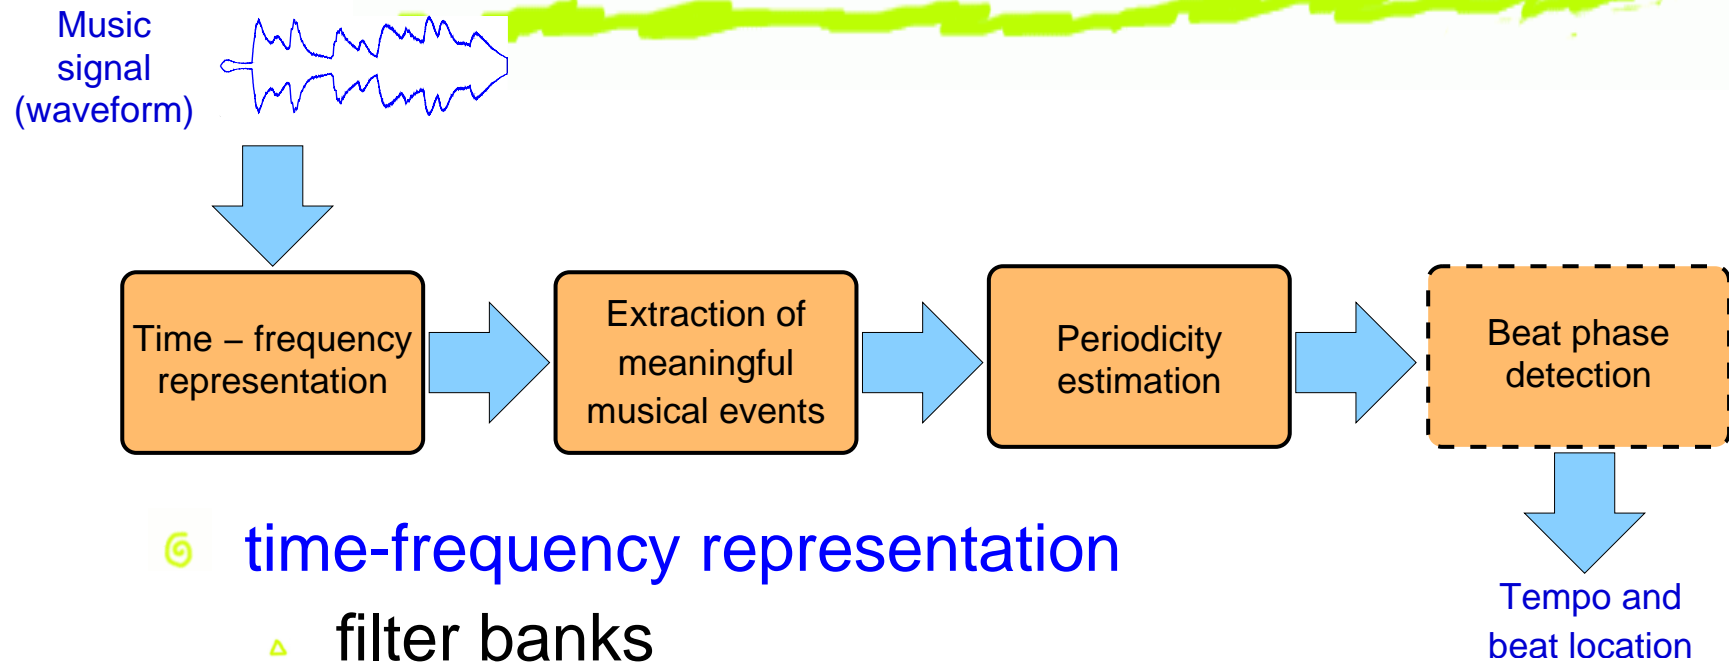 Music
signal
(waveform)
Time – frequency
representation
Extraction of
meaningful
musical events
Periodicity
estimation
Beat phase
detection
time-frequency representation
filter banks
Tempo and
beat location